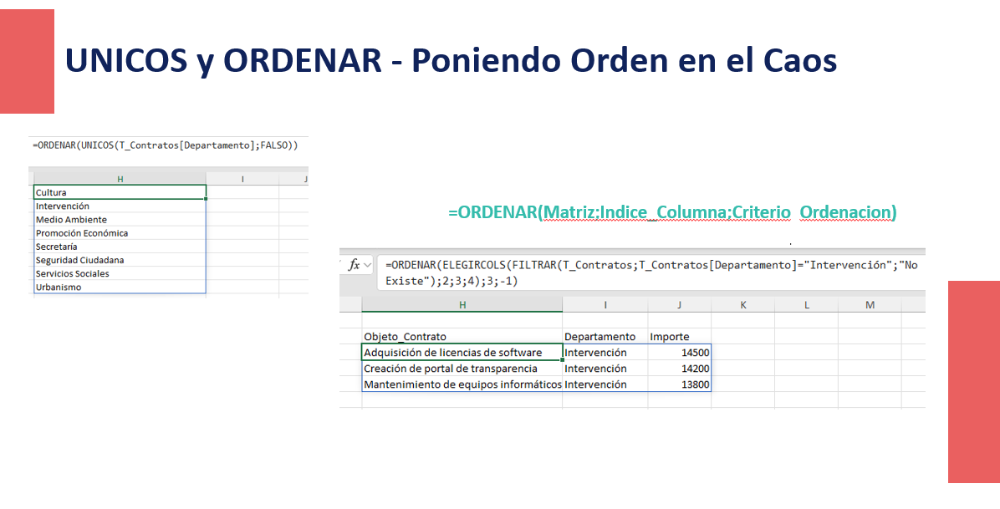 UNICOS y ORDENAR - Poniendo Orden en el Caos
=ORDENAR(UNICOS(T_Contratos[Departamento];FALSO))
H I J
Cultura
Intervención
Medio Ambiente
Promoción Económica
Secretaría
Seguridad Ciudadana
Servicios Sociales
Urbanismo
=ORDENAR(Matriz;Indice_Columna;Criterio Ordenacion)
.
fx =ORDENAR(ELEGIRCOLS(FILTRAR(T_Contratos;T_Contratos[Departamento]="Intervención";"No
Existe");2;3;4);3;-1)
H I J K L M
Objeto_Contrato Departamento Importe
Adquisición de licencias de software Intervención 14500
Creación de portal de transparencia Intervención 14200
Mantenimiento de equipos informáticos Intervención 13800